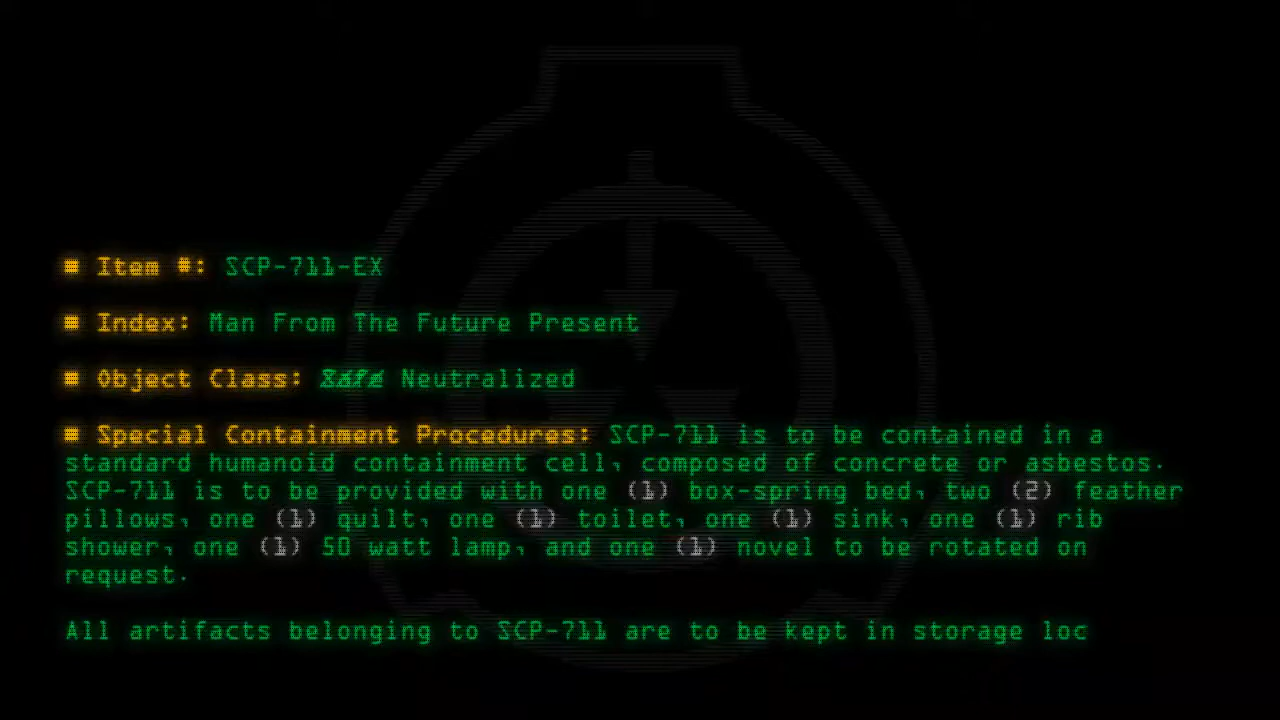 ■ Item #: SCP-711-EX
■ Index: Man From The Future Present
■ Object Class: SAFE Neutralized
■ Special Containment Procedures: SCP-711 is to be contained in a
standard humanoid containment cell, composed of concrete or asbestos.
SCP-711 is to be provided with one (1) box-spring bed, two (2) feather
pillows, one (1) quilt, one (1) toilet, one (1) sink, one (1) rib
shower, one (1) 50 watt lamp, and one (1) novel to be rotated on
request.
All artifacts belonging to SCP-711 are to be kept in storage loc